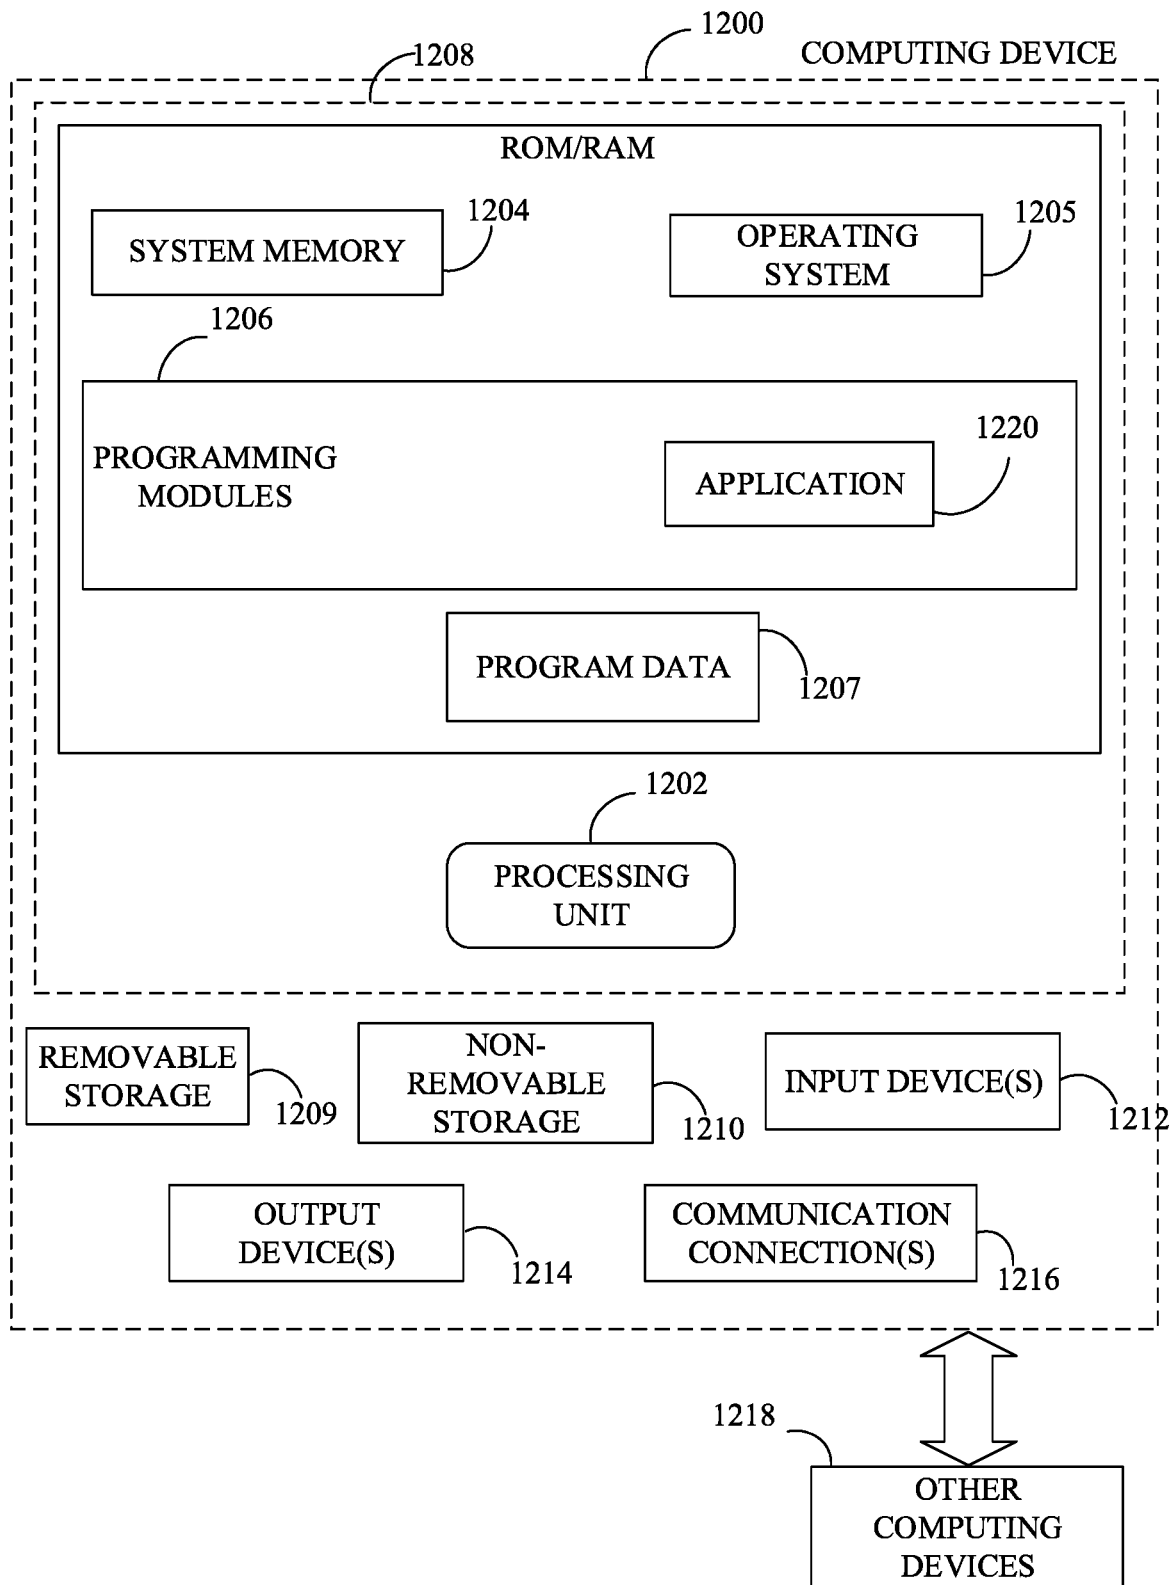 1200
1208
COMPUTING DEVICE
ROM/RAM
1204
1205
SYSTEM MEMORY
OPERATING
SYSTEM
1206
1220
PROGRAMMING
MODULES
APPLICATION
PROGRAM DATA
1207
1202
PROCESSING
UNIT
REMOVABLE
STORAGE
1209
NON-
REMOVABLE
STORAGE
1210
INPUT DEVICE(S)
1212
OUTPUT
DEVICE(S)
1214
COMMUNICATION
CONNECTION(S)
1216
1218
OTHER
COMPUTING
DEVICES